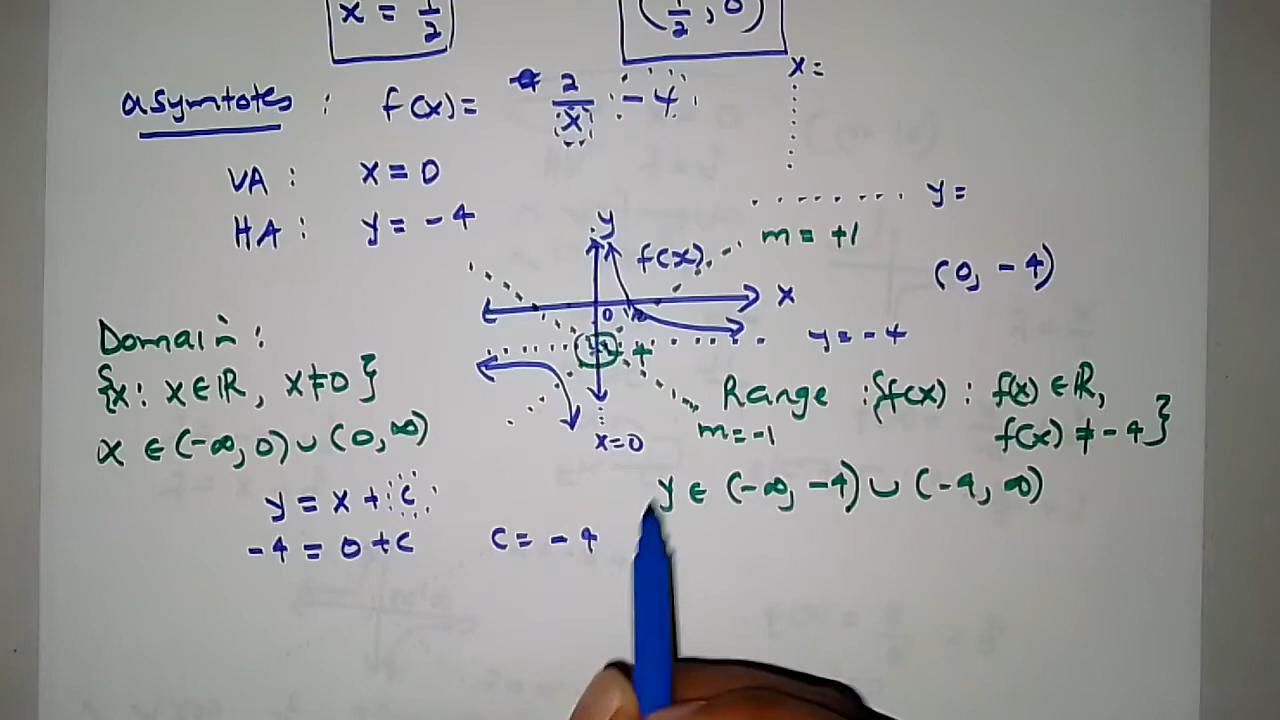 x = 1/2
(1/2, 0)
x =
asymtotes : f(x) = 2/x - 4
VA : x = 0
y =
HA : y = -4
y
m = +1
f(x)
(0, -4)
x
0
Domain :
y = -4
{x : x ∈ ℝ, x ≠ 0}
Range : {f(x) : f(x) ∈ ℝ,
m = -1
f(x) ≠ -4}
x = 0
x ∈ (-∞, 0) ∪ (0, ∞)
y = x + c
y ∈ (-∞, -4) ∪ (-4, ∞)
-4 = 0 + c
c = -4